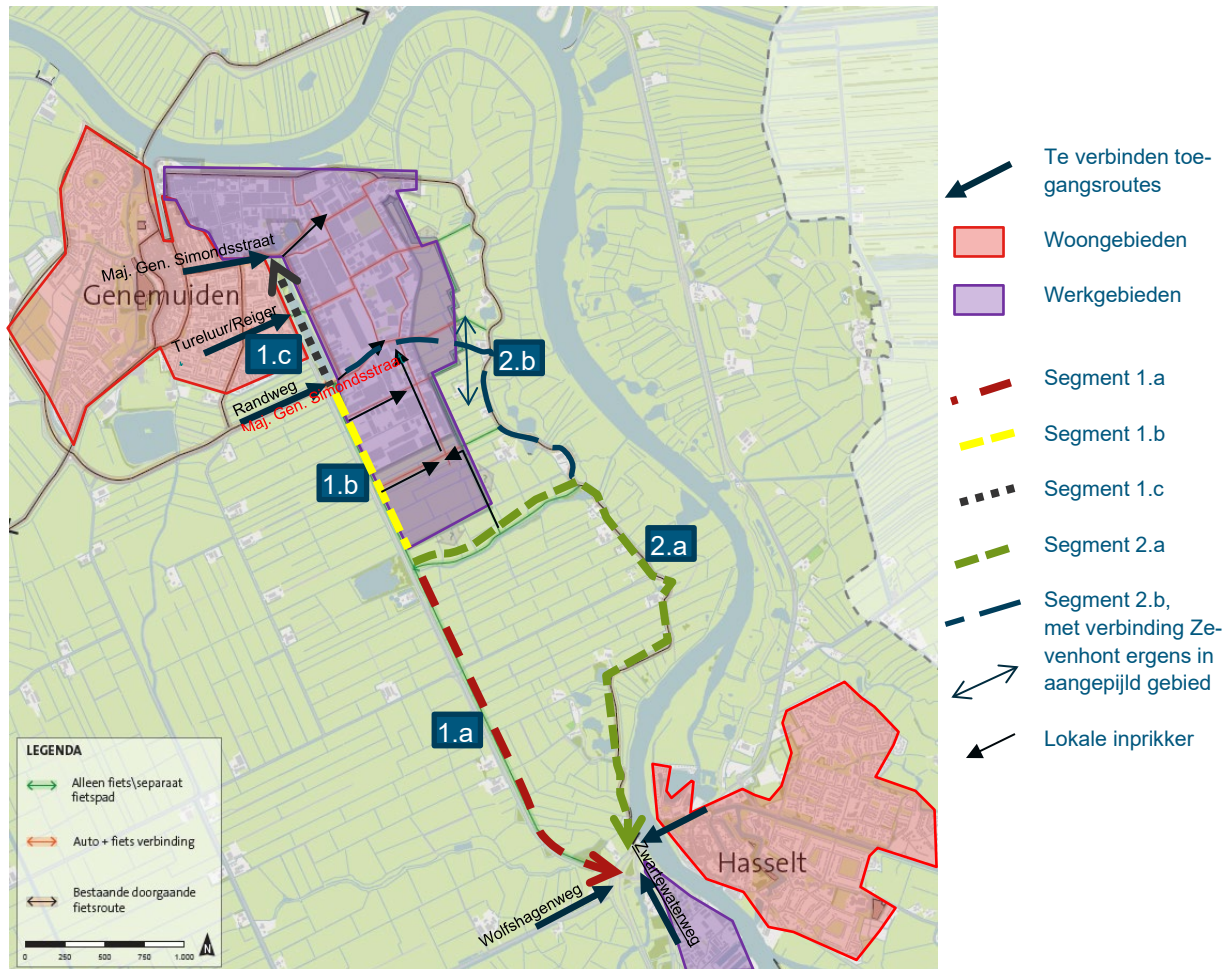 Maj. Gen. Simondsstraat
Genemuiden
Tureluur/Reiger
1.c
2.b
Randweg
Maj. Gen. Simondsstraat
1.b
2.a
1.a
Hasselt
Zwartewaterweg
Wolfshagenweg
LEGENDA
Alleen fiets\separaat
fietspad
Auto + fiets verbinding
Bestaande doorgaande
fietsroute
0 250 500 750 1.000
N
Te verbinden toe-
gangsroutes
Woongebieden
Werkgebieden
Segment 1.a
Segment 1.b
Segment 1.c
Segment 2.a
Segment 2.b,
met verbinding Ze-
venhont ergens in
aangepijld gebied
Lokale inprikker